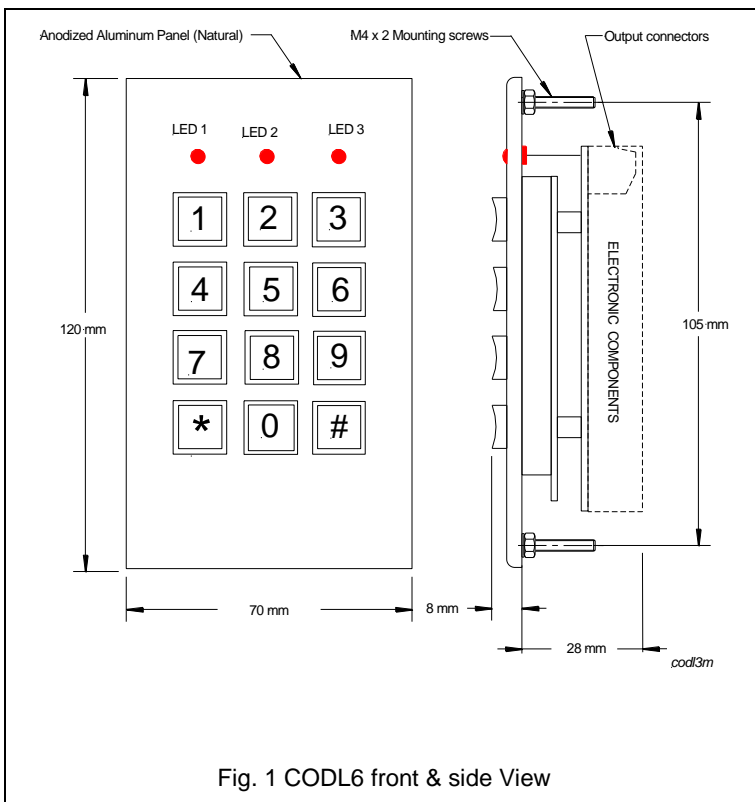 Anodized Aluminum Panel (Natural)
M4 x 2 Mounting screws
Output connectors
LED 1
LED 2
LED 3
1
2
3
4
5
6
7
8
9
*
0
#
120 mm
ELECTRONIC COMPONENTS
105 mm
70 mm
8 mm
28 mm
codl3m
Fig. 1 CODL6 front & side View